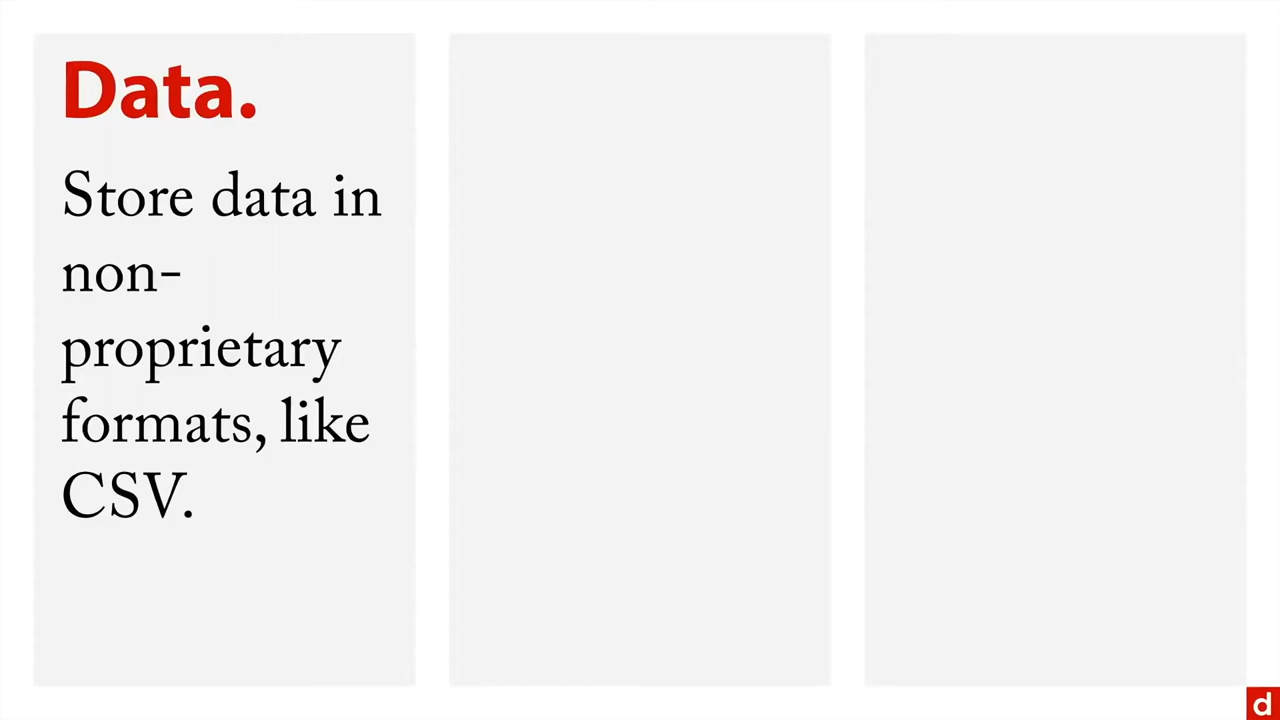 Data.
Store data in
non-
proprietary
formats, like
CSV.
d